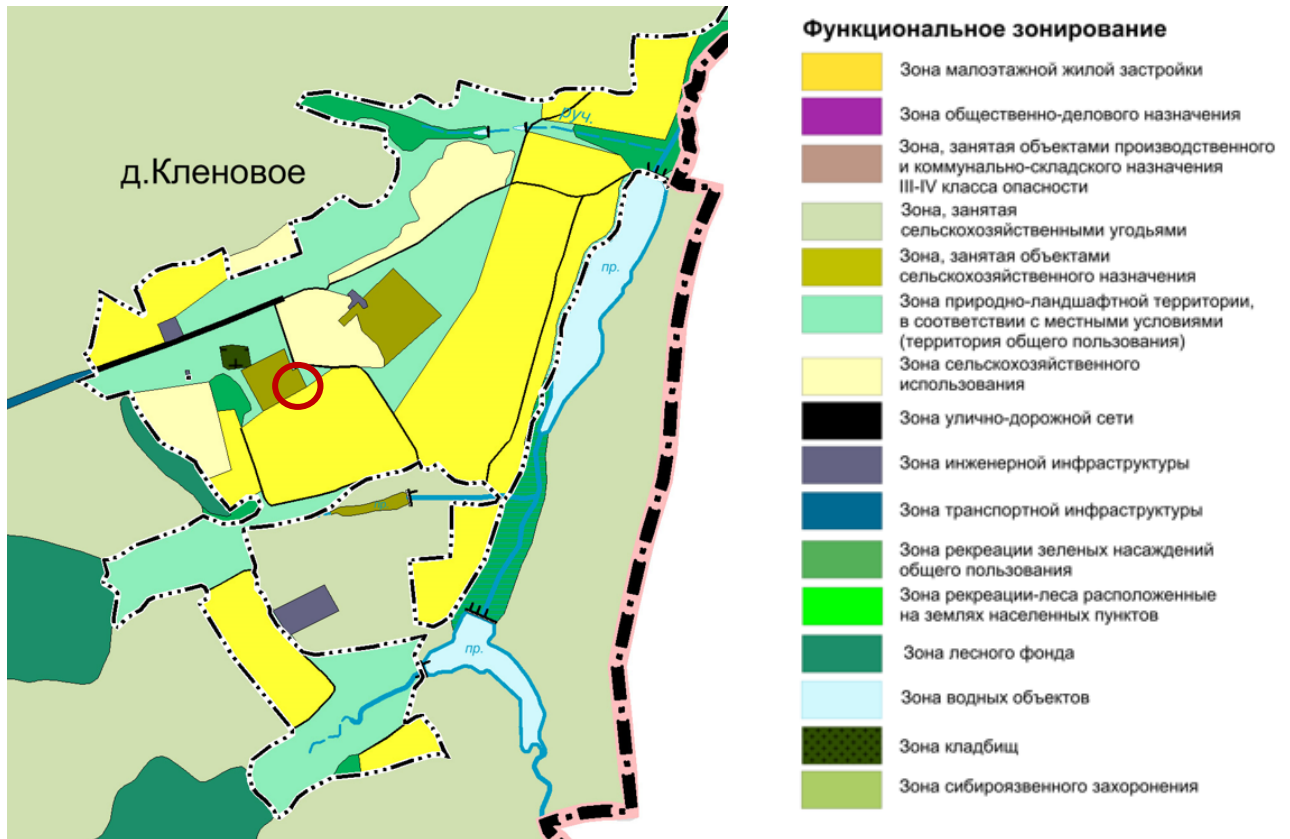 д.Кленовое
руч.
пр.
пр.
Функциональное зонирование
Зона малоэтажной жилой застройки
Зона общественно-делового назначения
Зона, занятая объектами производственного
и коммунально-складского назначения
III-IV класса опасности
Зона, занятая
сельскохозяйственными угодьями
Зона, занятая объектами
сельскохозяйственного назначения
Зона природно-ландшафтной территории,
в соответствии с местными условиями
(территория общего пользования)
Зона сельскохозяйственного
использования
Зона улично-дорожной сети
Зона инженерной инфраструктуры
Зона транспортной инфраструктуры
Зона рекреации зеленых насаждений
общего пользования
Зона рекреации-леса расположенные
на землях населенных пунктов
Зона лесного фонда
Зона водных объектов
Зона кладбищ
Зона сибироязвенного захоронения